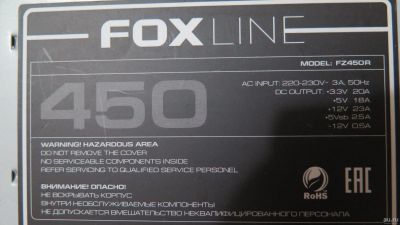 FOXLINE
MODEL: FZ450R
450
AC INPUT: 220-230V~ 3A, 50Hz
DC OUTPUT: +3.3V 20A
+5V 18A
+12V 23A
+5Vsb 2.5A
-12V 0.5A
WARNING! HAZARDOUS AREA
DO NOT REMOVE THE COVER
NO SERVICEABLE COMPONENTS INSIDE
REFER SERVICING TO QUALIFIED SERVICE PERSONEL
ВНИМАНИЕ! ОПАСНО!
НЕ ВСКРЫВАТЬ КОРПУС
ВНУТРИ НЕОБСЛУЖИВАЕМЫЕ КОМПОНЕНТЫ
НЕ ДОПУСКАЕТСЯ ВМЕШАТЕЛЬСТВО НЕКВАЛИФИЦИРОВАННОГО ПЕРСОНАЛА
RoHS
EAC
au.ru